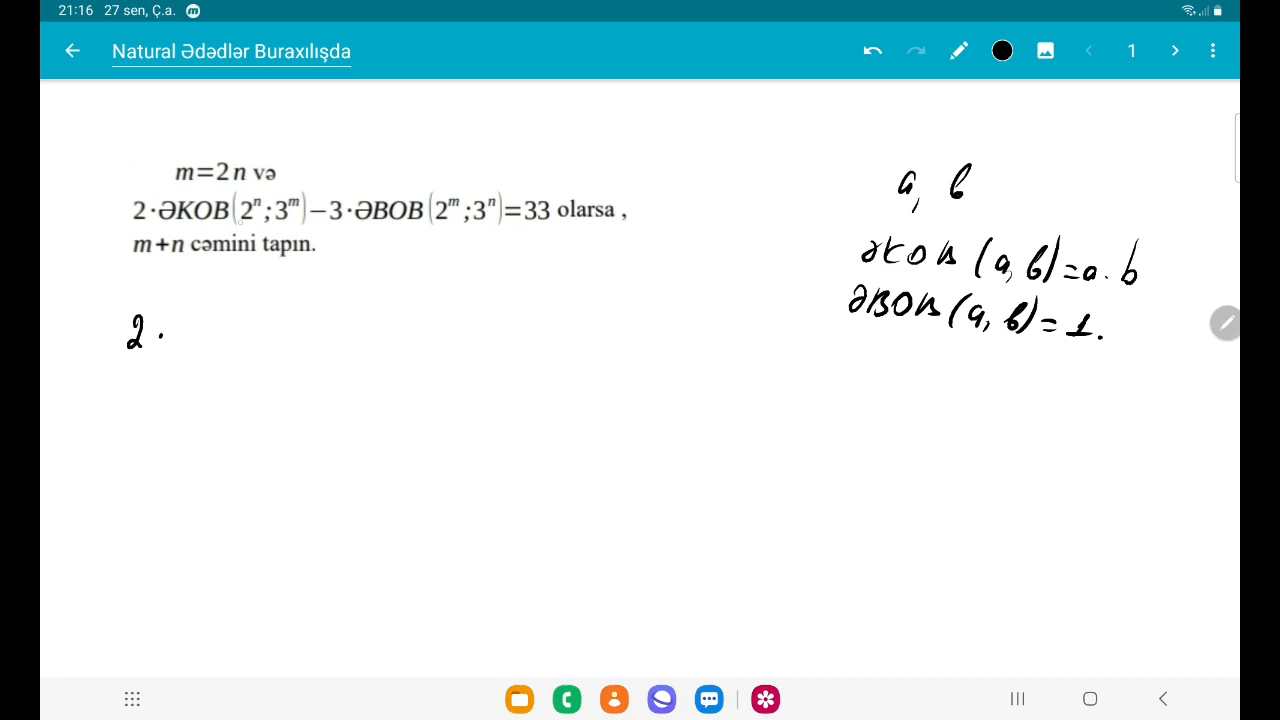 21:16 27 sen, Ç.a. m
Natural Ədədlər Buraxılışda
1
m=2n və
2·ƏKOB(2ⁿ;3ᵐ)−3·ƏBOB(2ᵐ;3ⁿ)=33 olarsa ,
m+n cəmini tapın.
a, b
ƏKOB (a, b)=a·b
ƏBOB (a, b)=1.
2 ·